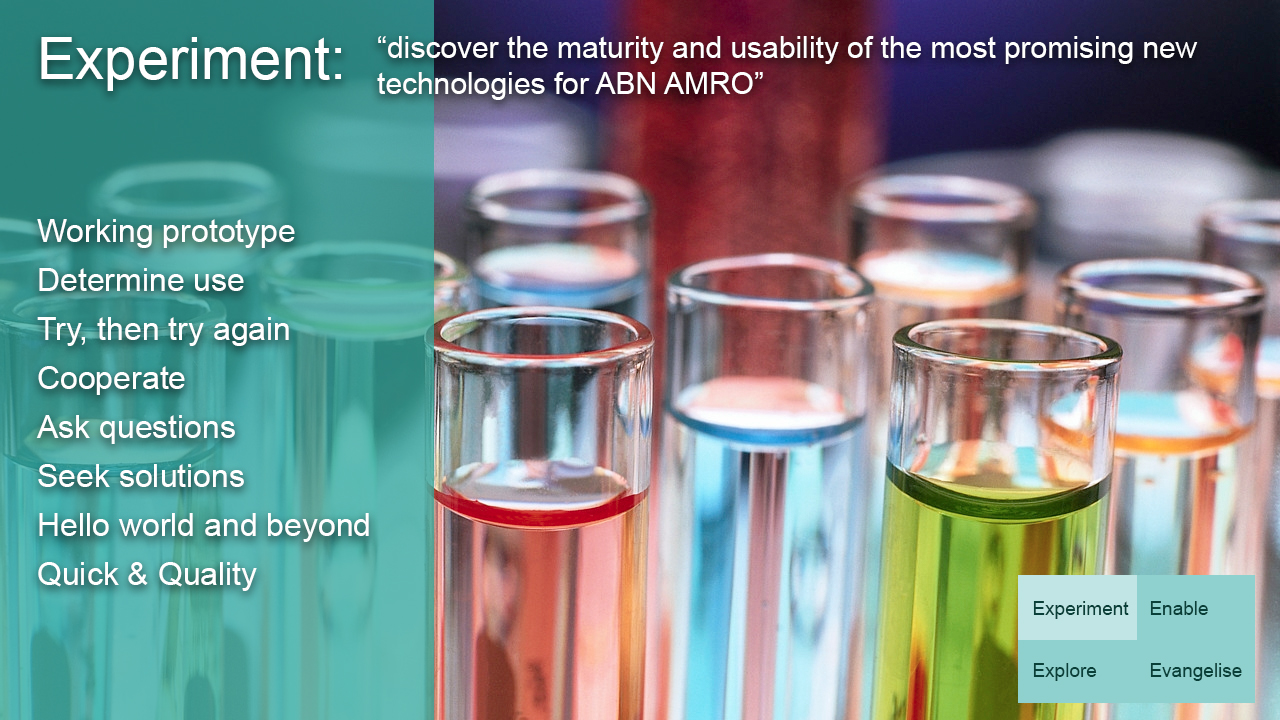 Experiment:
“discover the maturity and usability of the most promising new
technologies for ABN AMRO”
Working prototype
Determine use
Try, then try again
Cooperate
Ask questions
Seek solutions
Hello world and beyond
Quick & Quality
Experiment Enable
Explore Evangelise